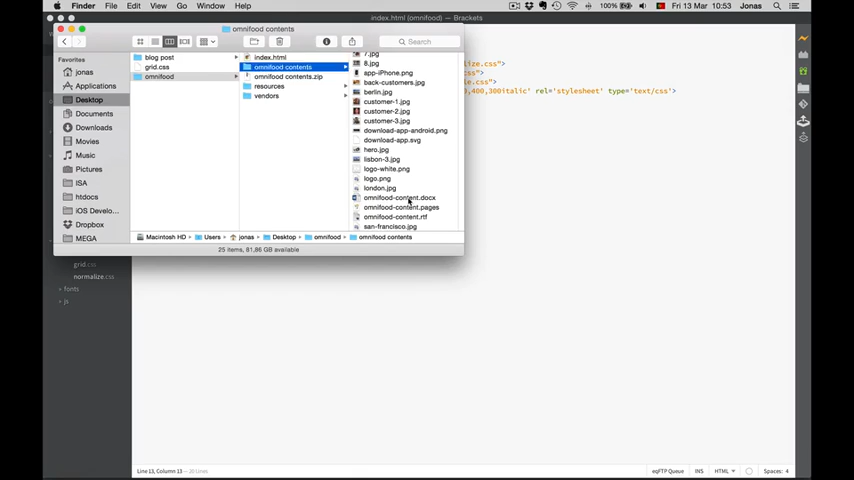 Finder File Edit View Go Window Help 100% Fri 13 Mar 10:53 Jonas
index.html (omnifood) — Brackets
omnifood contents
Search
Favorites
jonas
Applications
Desktop
Documents
Downloads
Movies
Music
Pictures
ISA
htdocs
iOS Develo...
Dropbox
MEGA
blog post
grid.css
omnifood
index.html
omnifood contents
omnifood contents.zip
resources
vendors
7.jpg
8.jpg
app-iPhone.png
back-customers.jpg
berlin.jpg
customer-1.jpg
customer-2.jpg
customer-3.jpg
download-app-android.png
download-app.svg
hero.jpg
lisbon-3.jpg
logo-white.png
logo.png
london.jpg
omnifood-content.docx
omnifood-content.pages
omnifood-content.rtf
san-francisco.jpg
Macintosh HD Users jonas Desktop omnifood omnifood contents
25 items, 81,86 GB available
alize.css">
css">
le.css">
0,400,300italic' rel='stylesheet' type='text/css">
grid.css
normalize.css
fonts
js
Line 13, Column 13 — 20 Lines
eqFTP Queue INS HTML Spaces: 4